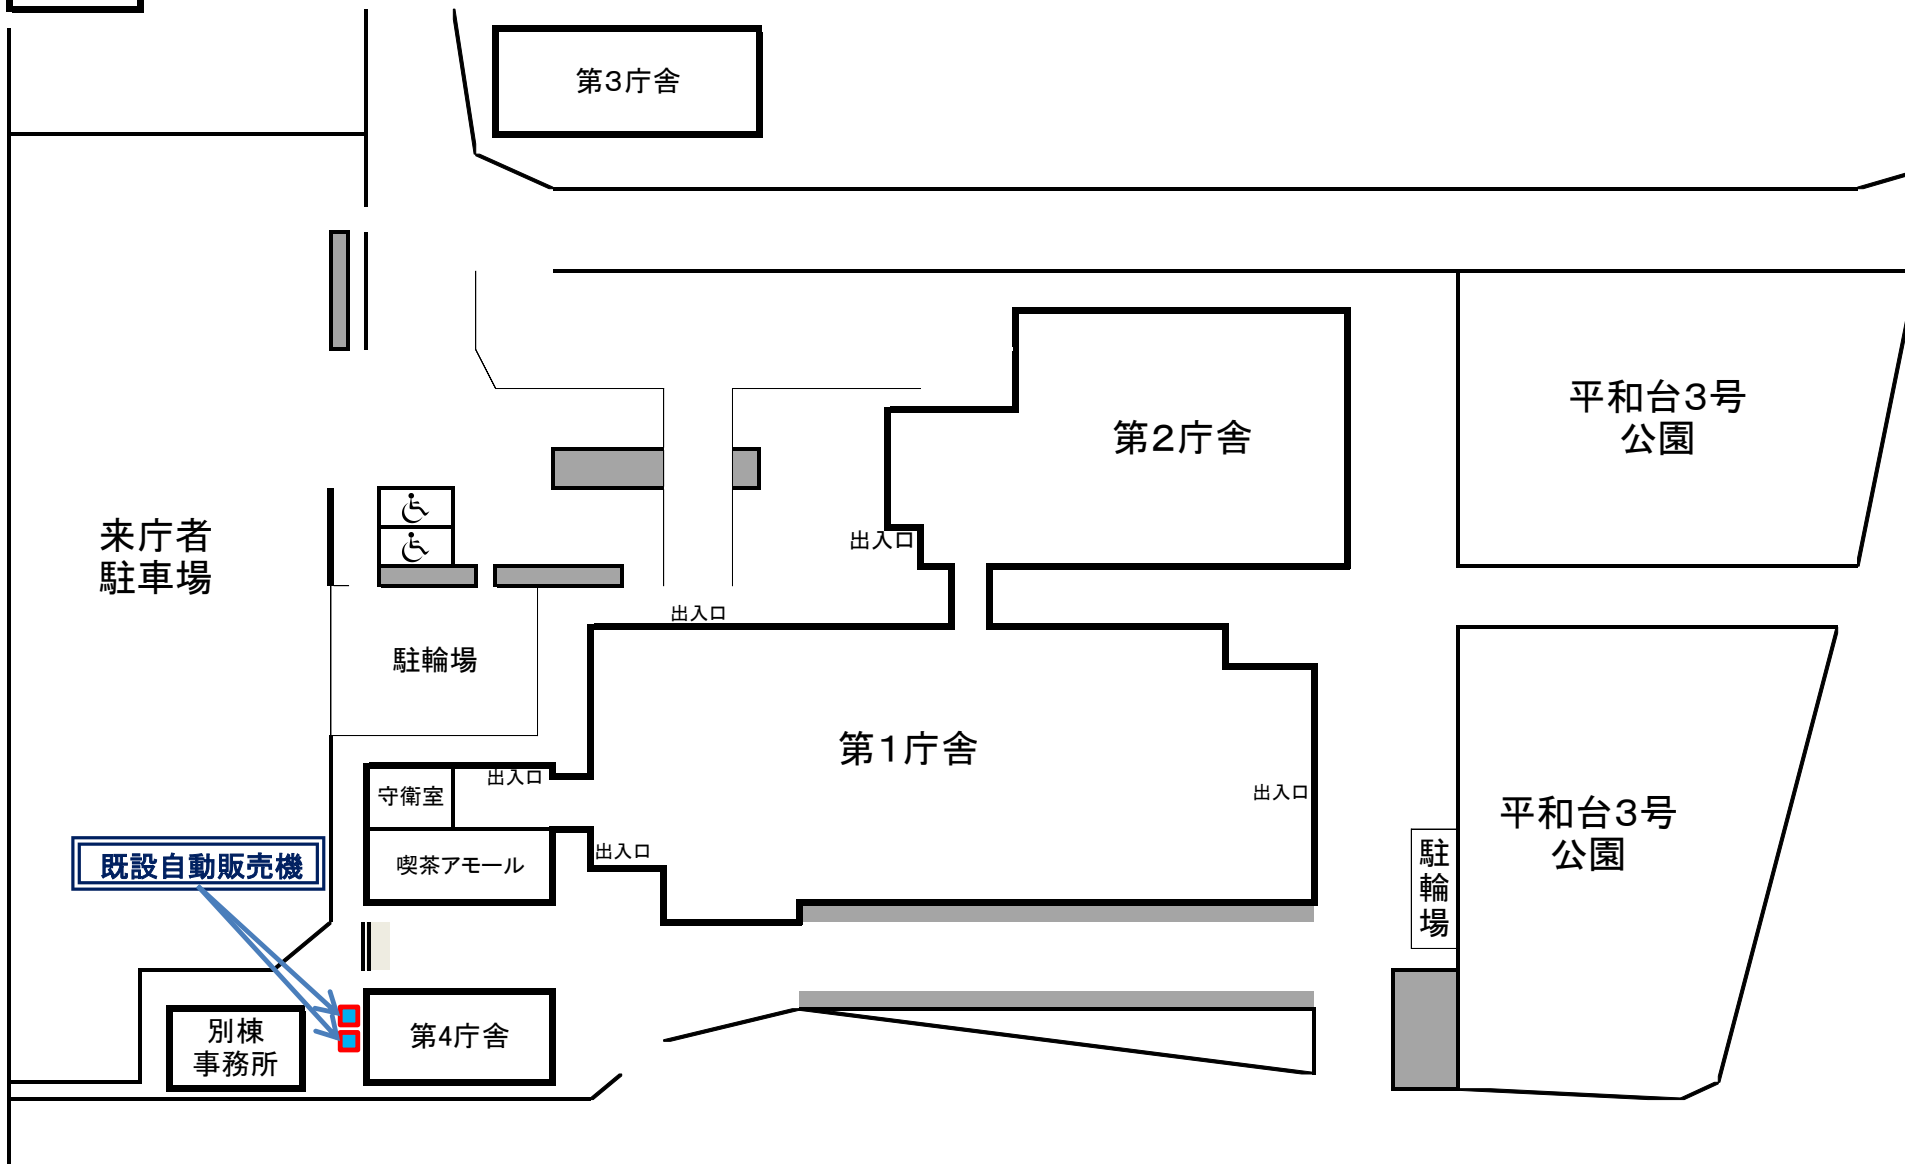 第3庁舎
平和台3号
公園
第2庁舎
来庁者
駐車場
出入口
出入口
駐輪場
第1庁舎
守衛室
出入口
出入口
平和台3号
公園
既設自動販売機
喫茶アモール
出入口
駐
輪
場
別棟
事務所
第4庁舎